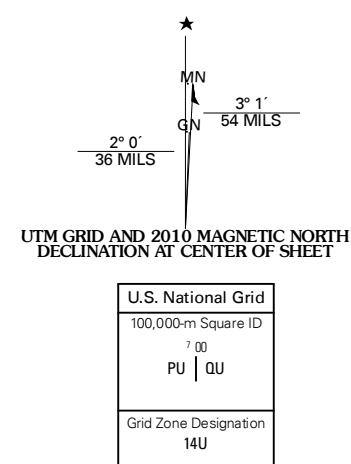 ★
MN
3° 1´
54 MILS
GN
2° 0´
36 MILS
UTM GRID AND 2010 MAGNETIC NORTH
DECLINATION AT CENTER OF SHEET
U.S. National Grid
100,000-m Square ID
7 00
PU | QU
Grid Zone Designation
14U